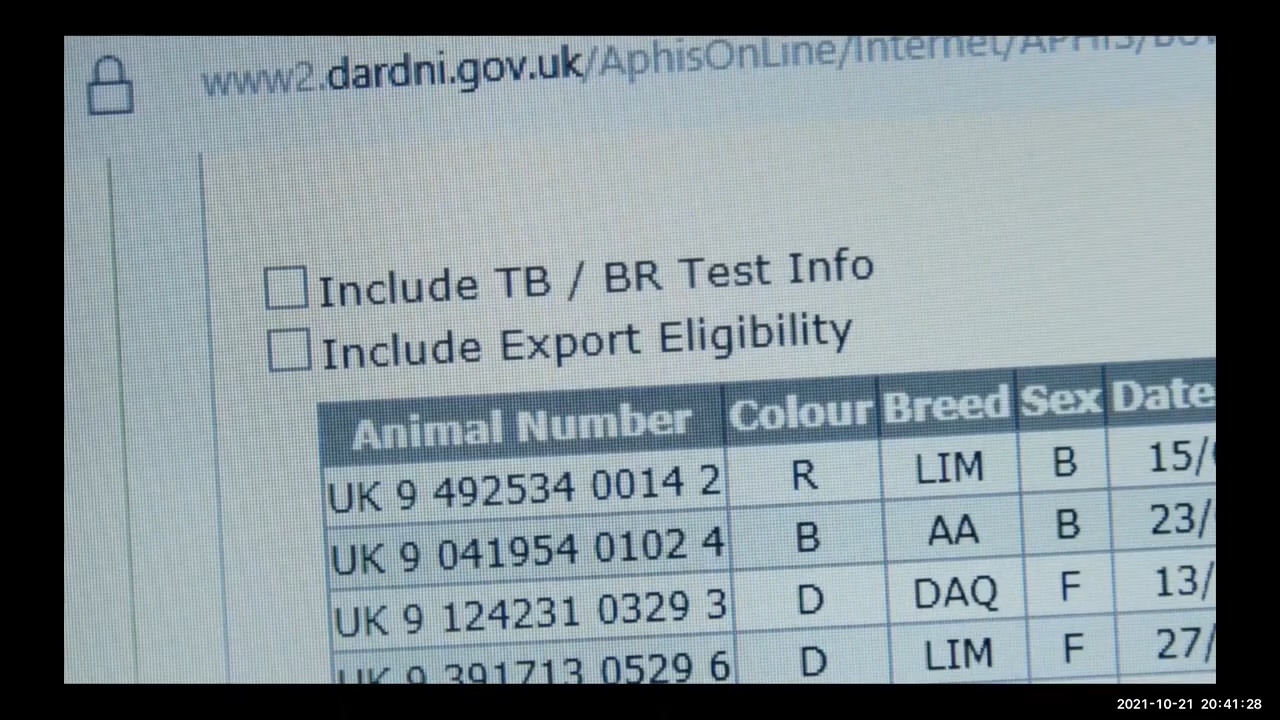 www2.dardni.gov.uk/AphisOnLine/Internet/APHIS/
Include TB / BR Test Info
Include Export Eligibility
Animal Number Colour Breed Sex Date
UK 9 492534 0014 2 R LIM B 15/
UK 9 041954 0102 4 B AA B 23/
UK 9 124231 0329 3 D DAQ F 13/
UK 9 391713 0529 6 D LIM F 27/
2021-10-21 20:41:28